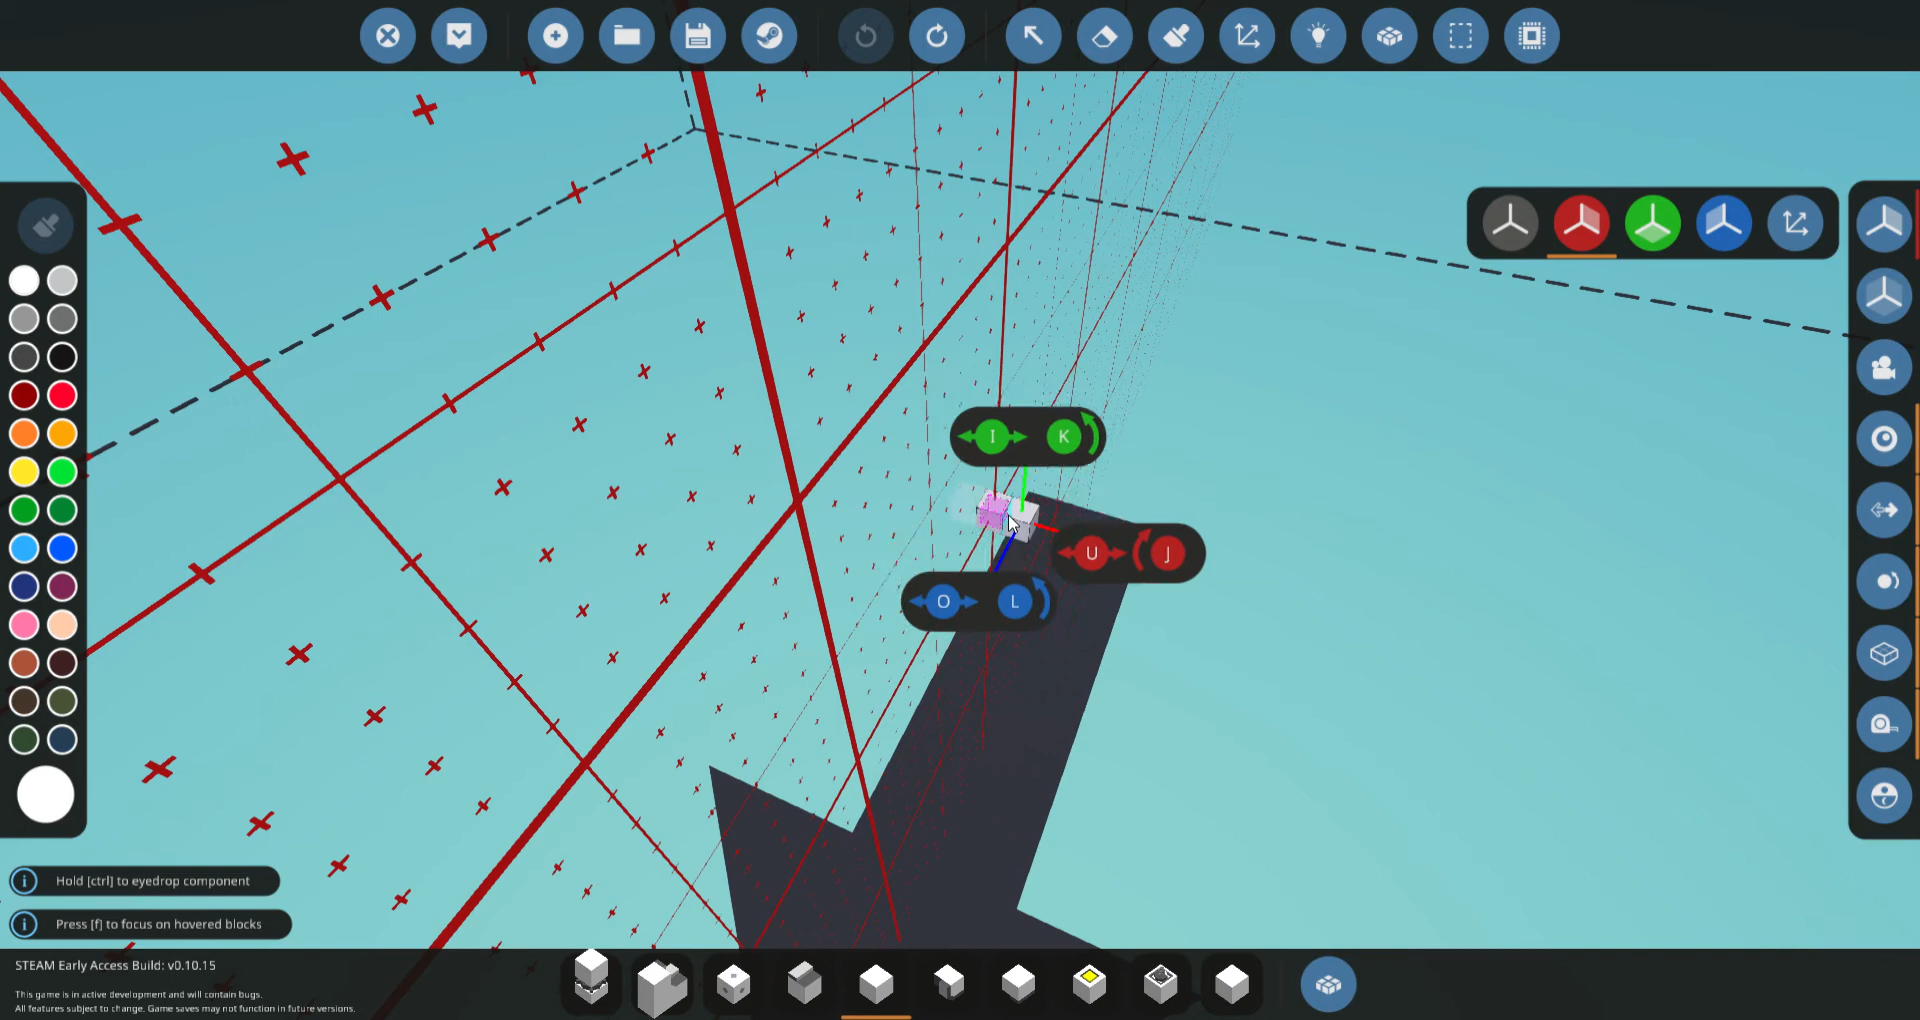 I K
U J
O L
Hold [ctrl] to eyedrop component
Press [f] to focus on hovered blocks
STEAM Early Access Build: v0.10.15
This game is in active development and will contain bugs.
All features subject to change. Game saves may not function in future versions.